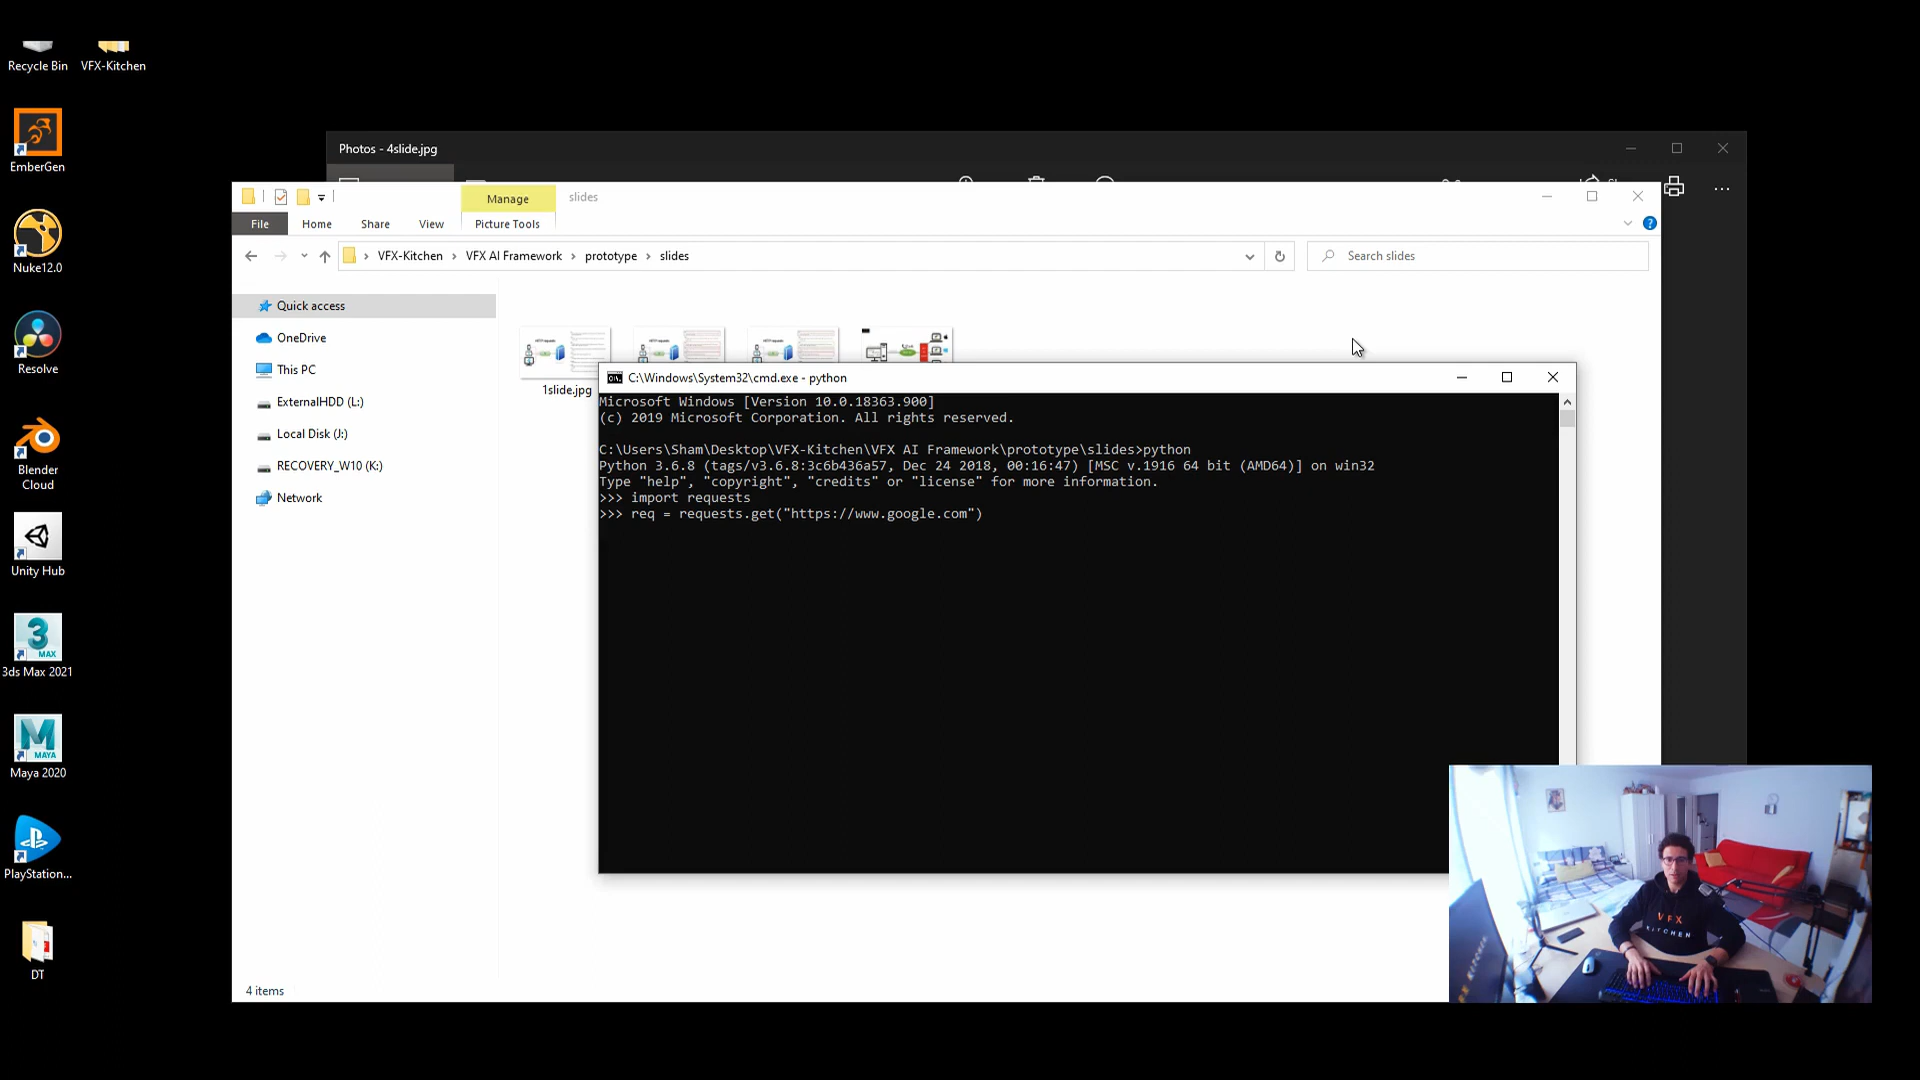 Recycle Bin
VFX-Kitchen
EmberGen
Nuke12.0
Resolve
Blender
Cloud
Unity Hub
3
MAX
3ds Max 2021
MAYA
Maya 2020
PlayStation...
DT
Photos - 4slide.jpg
Manage
slides
File
Home
Share
View
Picture Tools
VFX-Kitchen > VFX AI Framework > prototype > slides
Search slides
Quick access
OneDrive
This PC
ExternalHDD (L:)
Local Disk (J:)
RECOVERY_W10 (K:)
Network
1slide.jpg
C:\Windows\System32\cmd.exe - python
Microsoft Windows [Version 10.0.18363.900]
(c) 2019 Microsoft Corporation. All rights reserved.
C:\Users\Sham\Desktop\VFX-Kitchen\VFX AI Framework\prototype\slides>python
Python 3.6.8 (tags/v3.6.8:3c6b436a57, Dec 24 2018, 00:16:47) [MSC v.1916 64 bit (AMD64)] on win32
Type "help", "copyright", "credits" or "license" for more information.
>>> import requests
>>> req = requests.get("https://www.google.com")
VFX
KITCHEN
4 items